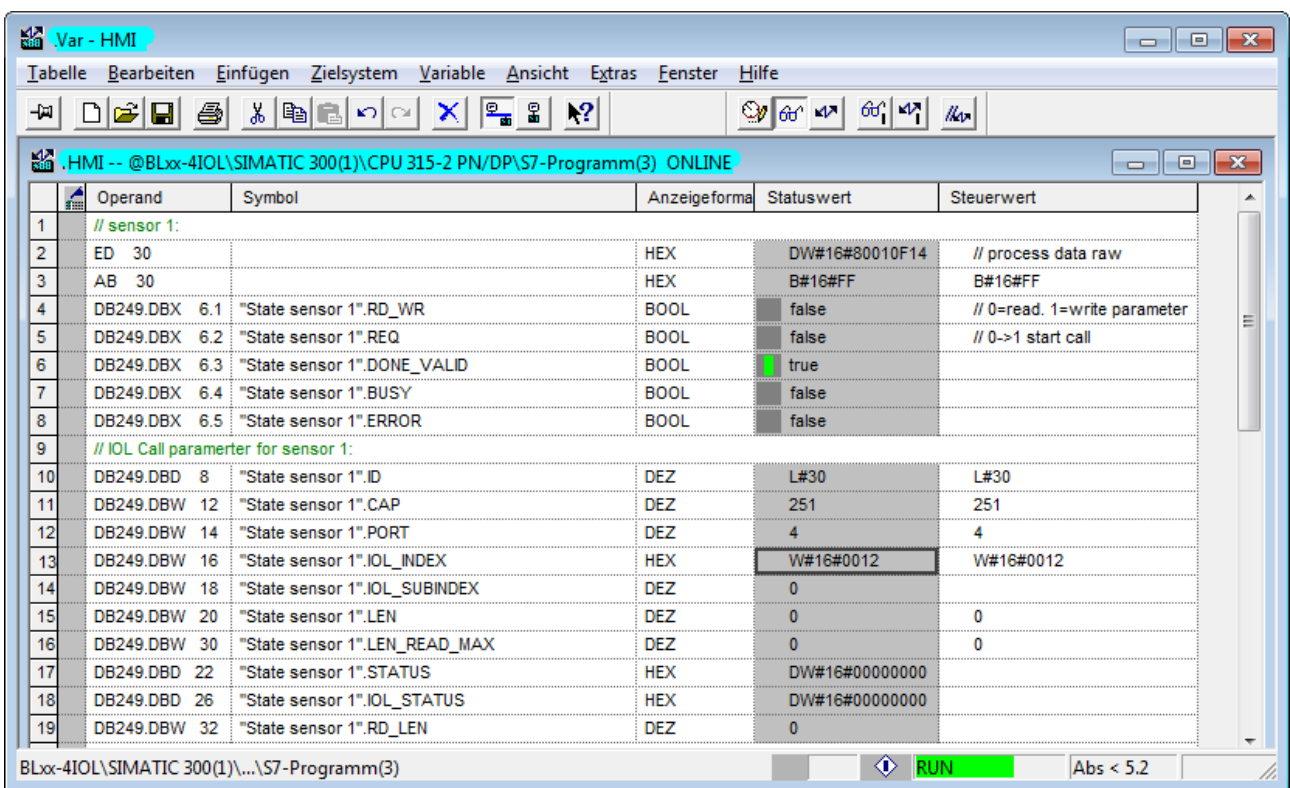 .Var - HMI
Tabelle Bearbeiten Einfügen Zielsystem Variable Ansicht Extras Fenster Hilfe
.HMI -- @BLxx-4IOL\SIMATIC 300(1)\CPU 315-2 PN/DP\S7-Programm(3) ONLINE
Operand Symbol Anzeigeforma Statuswert Steuerwert
1 // sensor 1:
2 ED 30 HEX DW#16#80010F14 // process data raw
3 AB 30 HEX B#16#FF B#16#FF
4 DB249.DBX 6.1 "State sensor 1".RD_WR BOOL false // 0=read. 1=write parameter
5 DB249.DBX 6.2 "State sensor 1".REQ BOOL false // 0->1 start call
6 DB249.DBX 6.3 "State sensor 1".DONE_VALID BOOL true
7 DB249.DBX 6.4 "State sensor 1".BUSY BOOL false
8 DB249.DBX 6.5 "State sensor 1".ERROR BOOL false
9 // IOL Call paramerter for sensor 1:
10 DB249.DBD 8 "State sensor 1".ID DEZ L#30 L#30
11 DB249.DBW 12 "State sensor 1".CAP DEZ 251 251
12 DB249.DBW 14 "State sensor 1".PORT DEZ 4 4
13 DB249.DBW 16 "State sensor 1".IOL_INDEX HEX W#16#0012 W#16#0012
14 DB249.DBW 18 "State sensor 1".IOL_SUBINDEX DEZ 0
15 DB249.DBW 20 "State sensor 1".LEN DEZ 0 0
16 DB249.DBW 30 "State sensor 1".LEN_READ_MAX DEZ 0 0
17 DB249.DBD 22 "State sensor 1".STATUS HEX DW#16#00000000
18 DB249.DBD 26 "State sensor 1".IOL_STATUS HEX DW#16#00000000
19 DB249.DBW 32 "State sensor 1".RD_LEN DEZ 0
BLxx-4IOL\SIMATIC 300(1)\...\S7-Programm(3) RUN Abs < 5.2